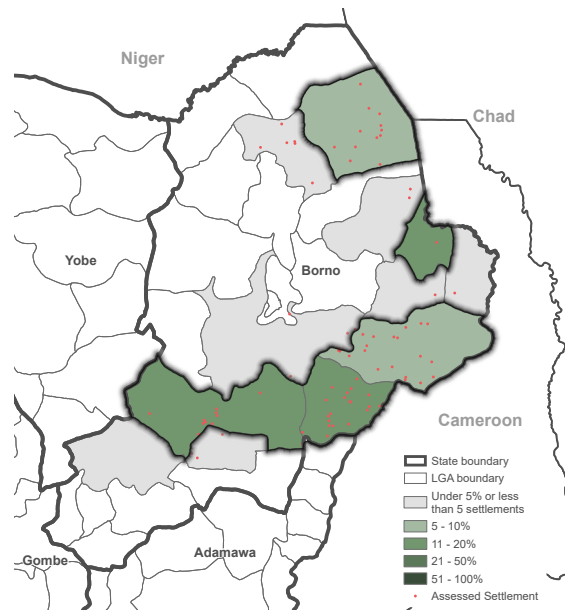 Niger
Chad
Yobe
Borno
Cameroon
State boundary
LGA boundary
Under 5% or less
than 5 settlements
5 - 10%
11 - 20%
21 - 50%
51 - 100%
Assessed Settlement
Adamawa
Gombe